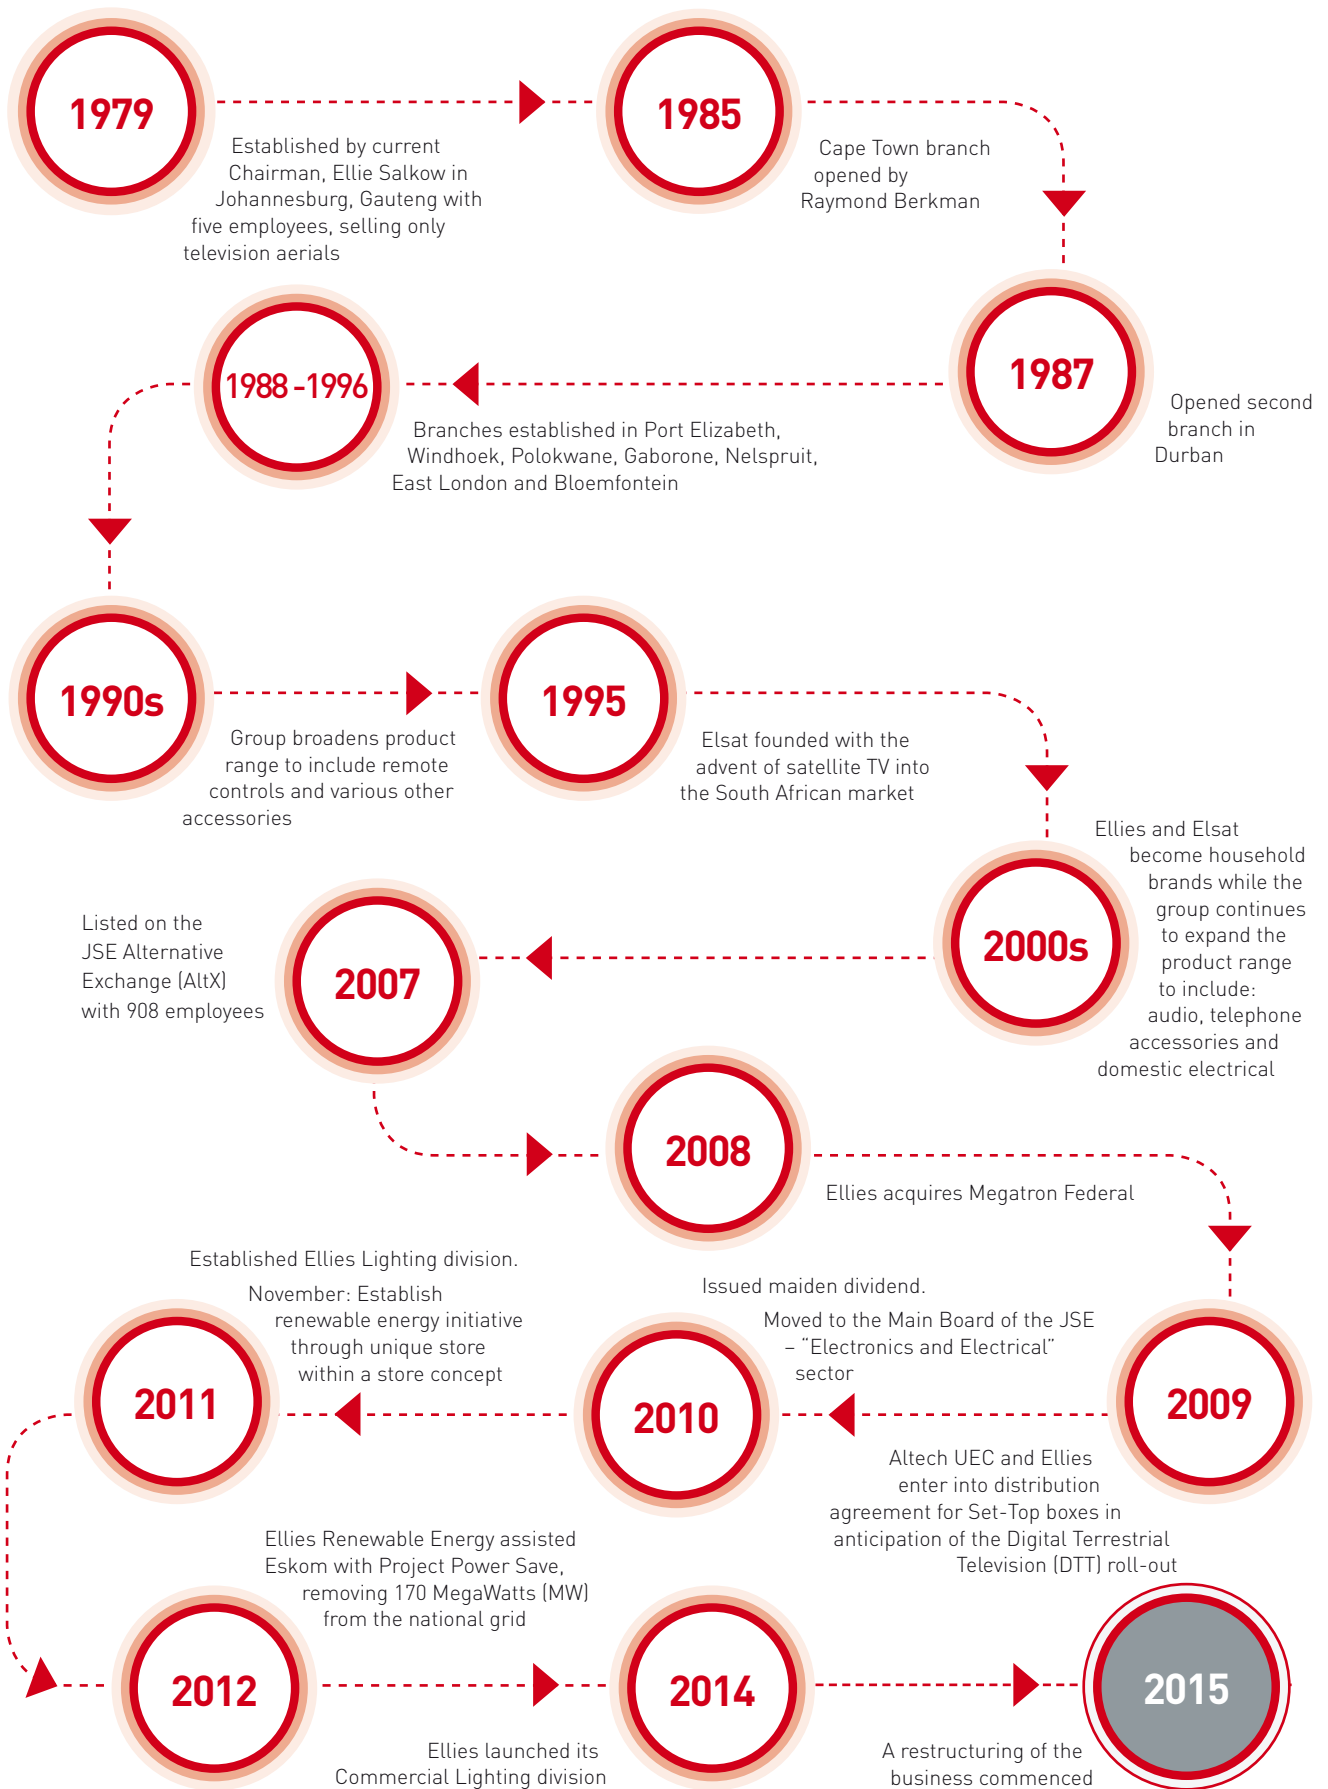 1979
Established by current
Chairman, Ellie Salkow in
Johannesburg, Gauteng with
five employees, selling only
television aerials
1985
Cape Town branch
opened by
Raymond Berkman
1987
Opened second
branch in
Durban
1988 - 1996
Branches established in Port Elizabeth,
Windhoek, Polokwane, Gaborone, Nelspruit,
East London and Bloemfontein
1990s
Group broadens product
range to include remote
controls and various other
accessories
1995
Elsat founded with the
advent of satellite TV into
the South African market
2000s
Ellies and Elsat
become household
brands while the
group continues
to expand the
product range
to include:
audio, telephone
accessories and
domestic electrical
2007
Listed on the
JSE Alternative
Exchange (AltX)
with 908 employees
2008
Ellies acquires Megatron Federal
2009
Altech UEC and Ellies
enter into distribution
agreement for Set-Top boxes in
anticipation of the Digital Terrestrial
Television (DTT) roll-out
2010
Issued maiden dividend.
Moved to the Main Board of the JSE
– “Electronics and Electrical”
sector
2011
Established Ellies Lighting division.
November: Establish
renewable energy initiative
through unique store
within a store concept
2012
Ellies Renewable Energy assisted
Eskom with Project Power Save,
removing 170 MegaWatts (MW)
from the national grid
2014
Ellies launched its
Commercial Lighting division
2015
A restructuring of the
business commenced